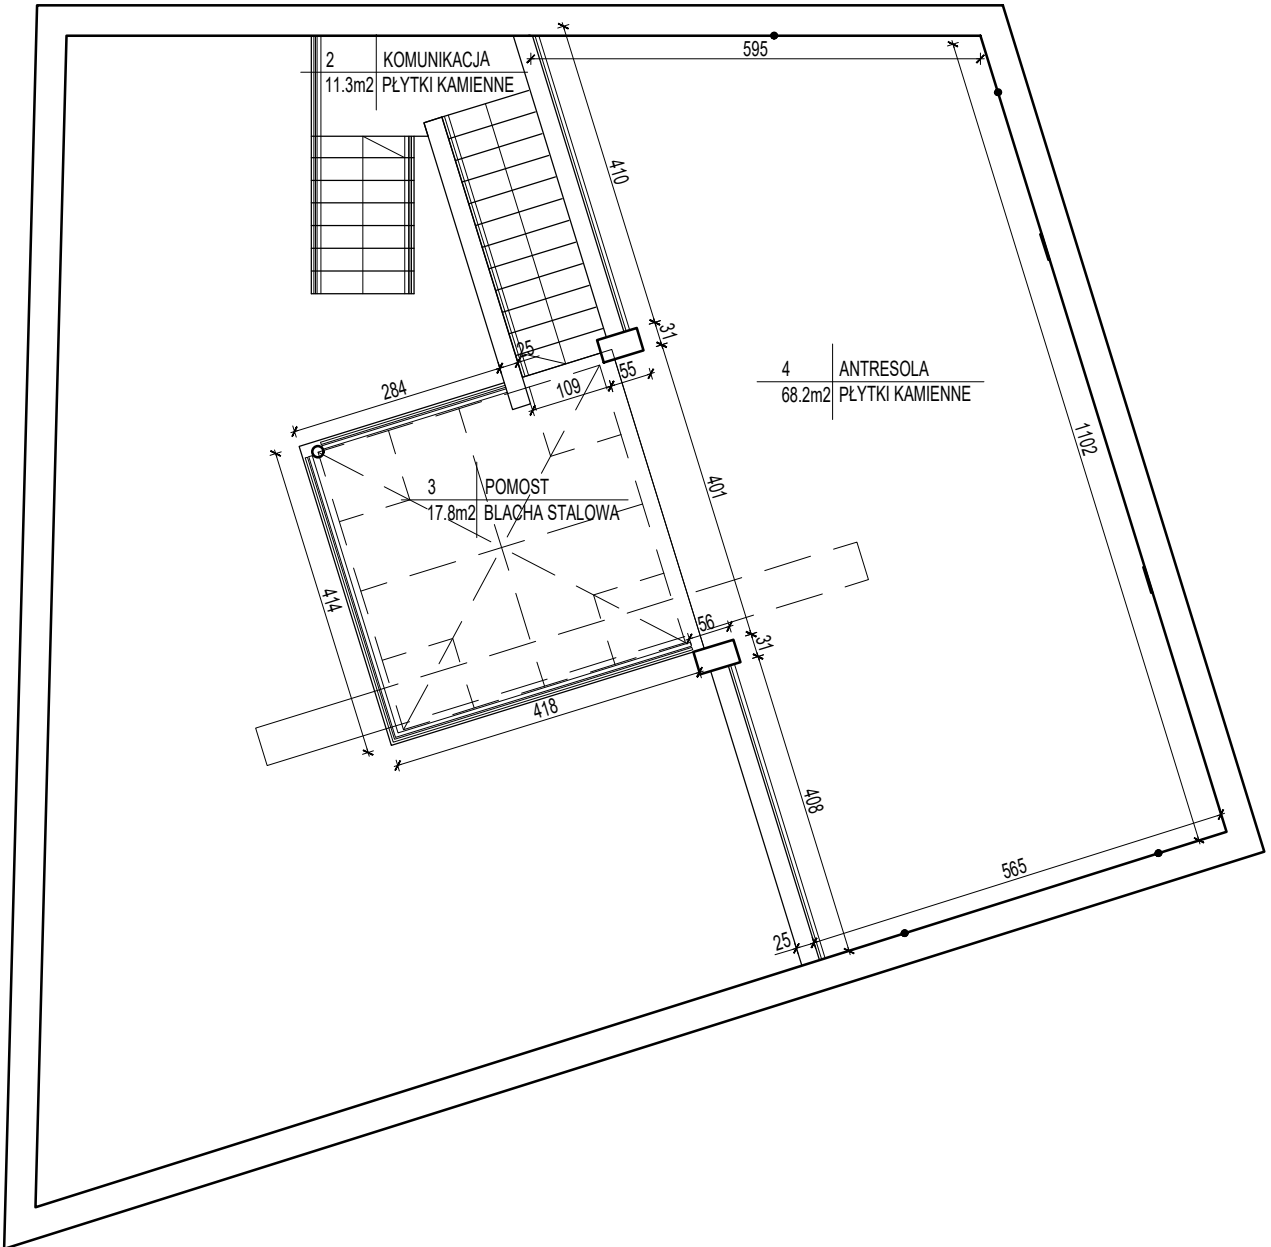 2 KOMUNIKACJA
11.3m2 PŁYTKI KAMIENNE
595
410
31
25
284
109
55
4 ANTRESOLA
68.2m2 PŁYTKI KAMIENNE
1102
401
3 POMOST
17.8m2 BLACHA STALOWA
414
56
31
418
408
565
25